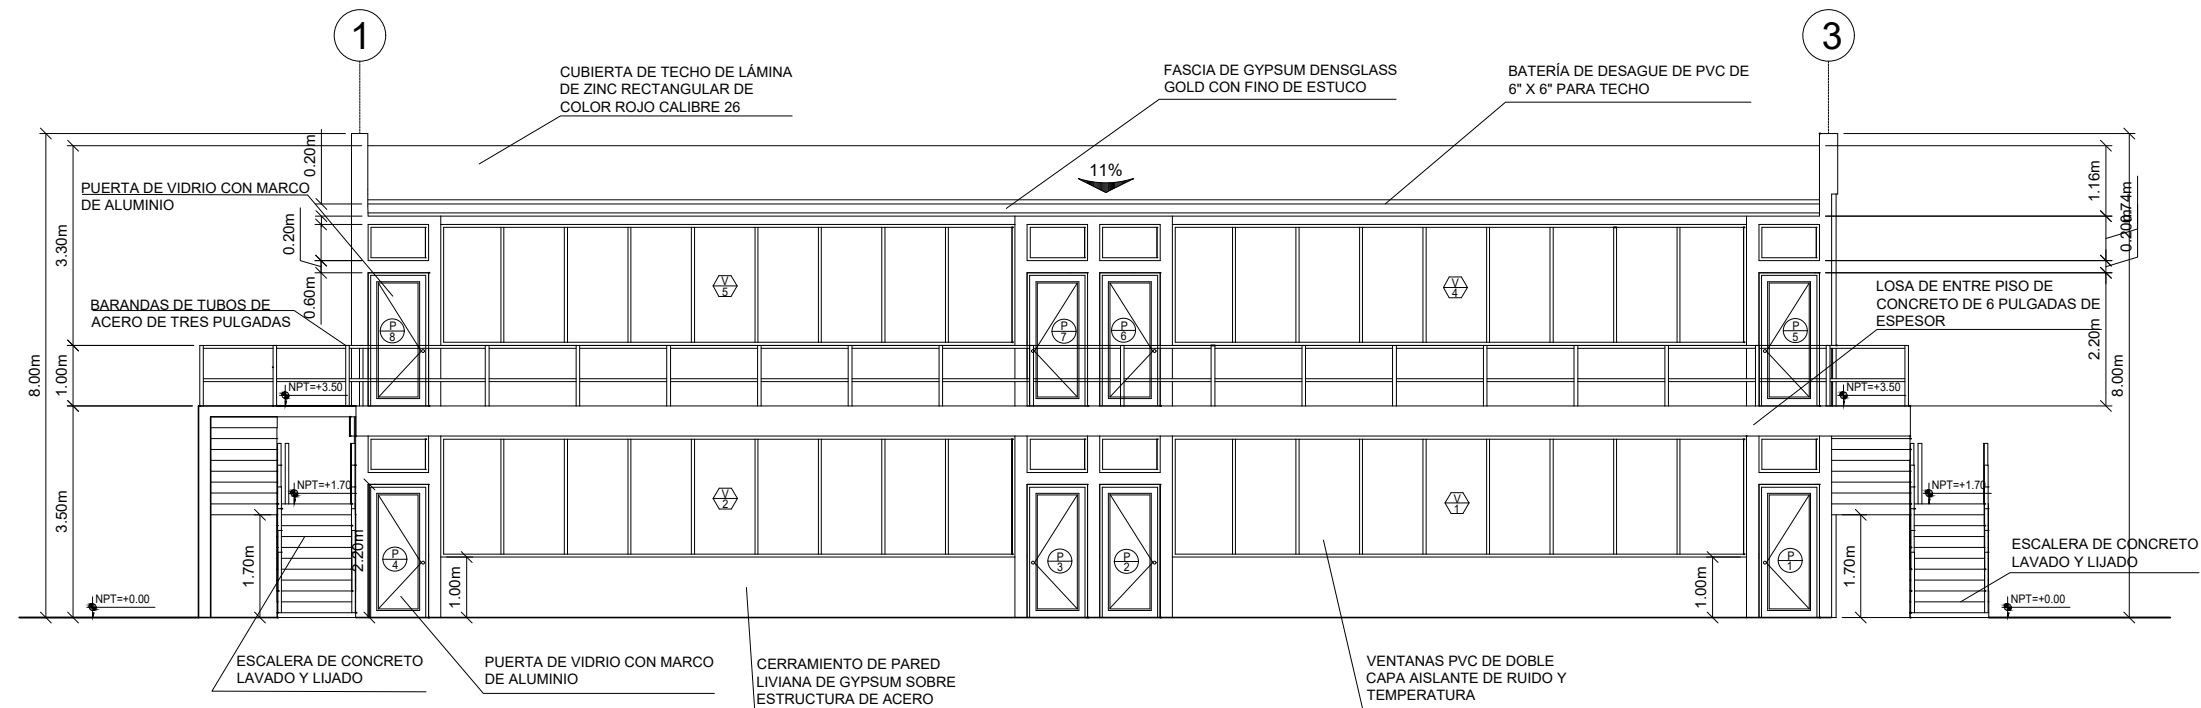 1
3
CUBIERTA DE TECHO DE LÁMINA
DE ZINC RECTANGULAR DE
COLOR ROJO CALIBRE 26
FASCIA DE GYPSUM DENSGLASS
GOLD CON FINO DE ESTUCO
BATERÍA DE DESAGUE DE PVC DE
6" X 6" PARA TECHO
11%
PUERTA DE VIDRIO CON MARCO
DE ALUMINIO
BARANDAS DE TUBOS DE
ACERO DE TRES PULGADAS
LOSA DE ENTRE PISO DE
CONCRETO DE 6 PULGADAS DE
ESPESOR
8.00m
3.30m
1.00m
3.50m
0.20m
0.20m
0.60m
1.16m
0.74m
0.20m
2.20m
8.00m
V
5
V
4
P
8
P
7
P
6
P
5
NPT=+3.50
NPT=+3.50
V
2
V
1
P
4
P
3
P
2
P
1
NPT=+1.70
NPT=+1.70
1.70m
2.20m
1.00m
1.00m
1.70m
NPT=+0.00
NPT=+0.00
ESCALERA DE CONCRETO
LAVADO Y LIJADO
ESCALERA DE CONCRETO
LAVADO Y LIJADO
PUERTA DE VIDRIO CON MARCO
DE ALUMINIO
CERRAMIENTO DE PARED
LIVIANA DE GYPSUM SOBRE
ESTRUCTURA DE ACERO
VENTANAS PVC DE DOBLE
CAPA AISLANTE DE RUIDO Y
TEMPERATURA